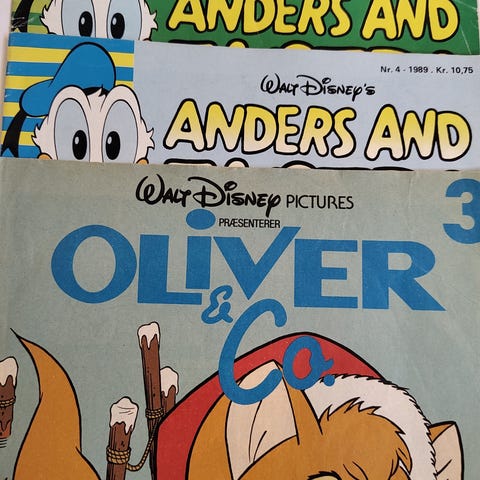 ANDERS AND
Nr. 4 - 1989. Kr. 10,75
WALT DISNEY'S
ANDERS AND
WALT DISNEY PICTURES
PRÆSENTERER
3
OLIVER
& Co.